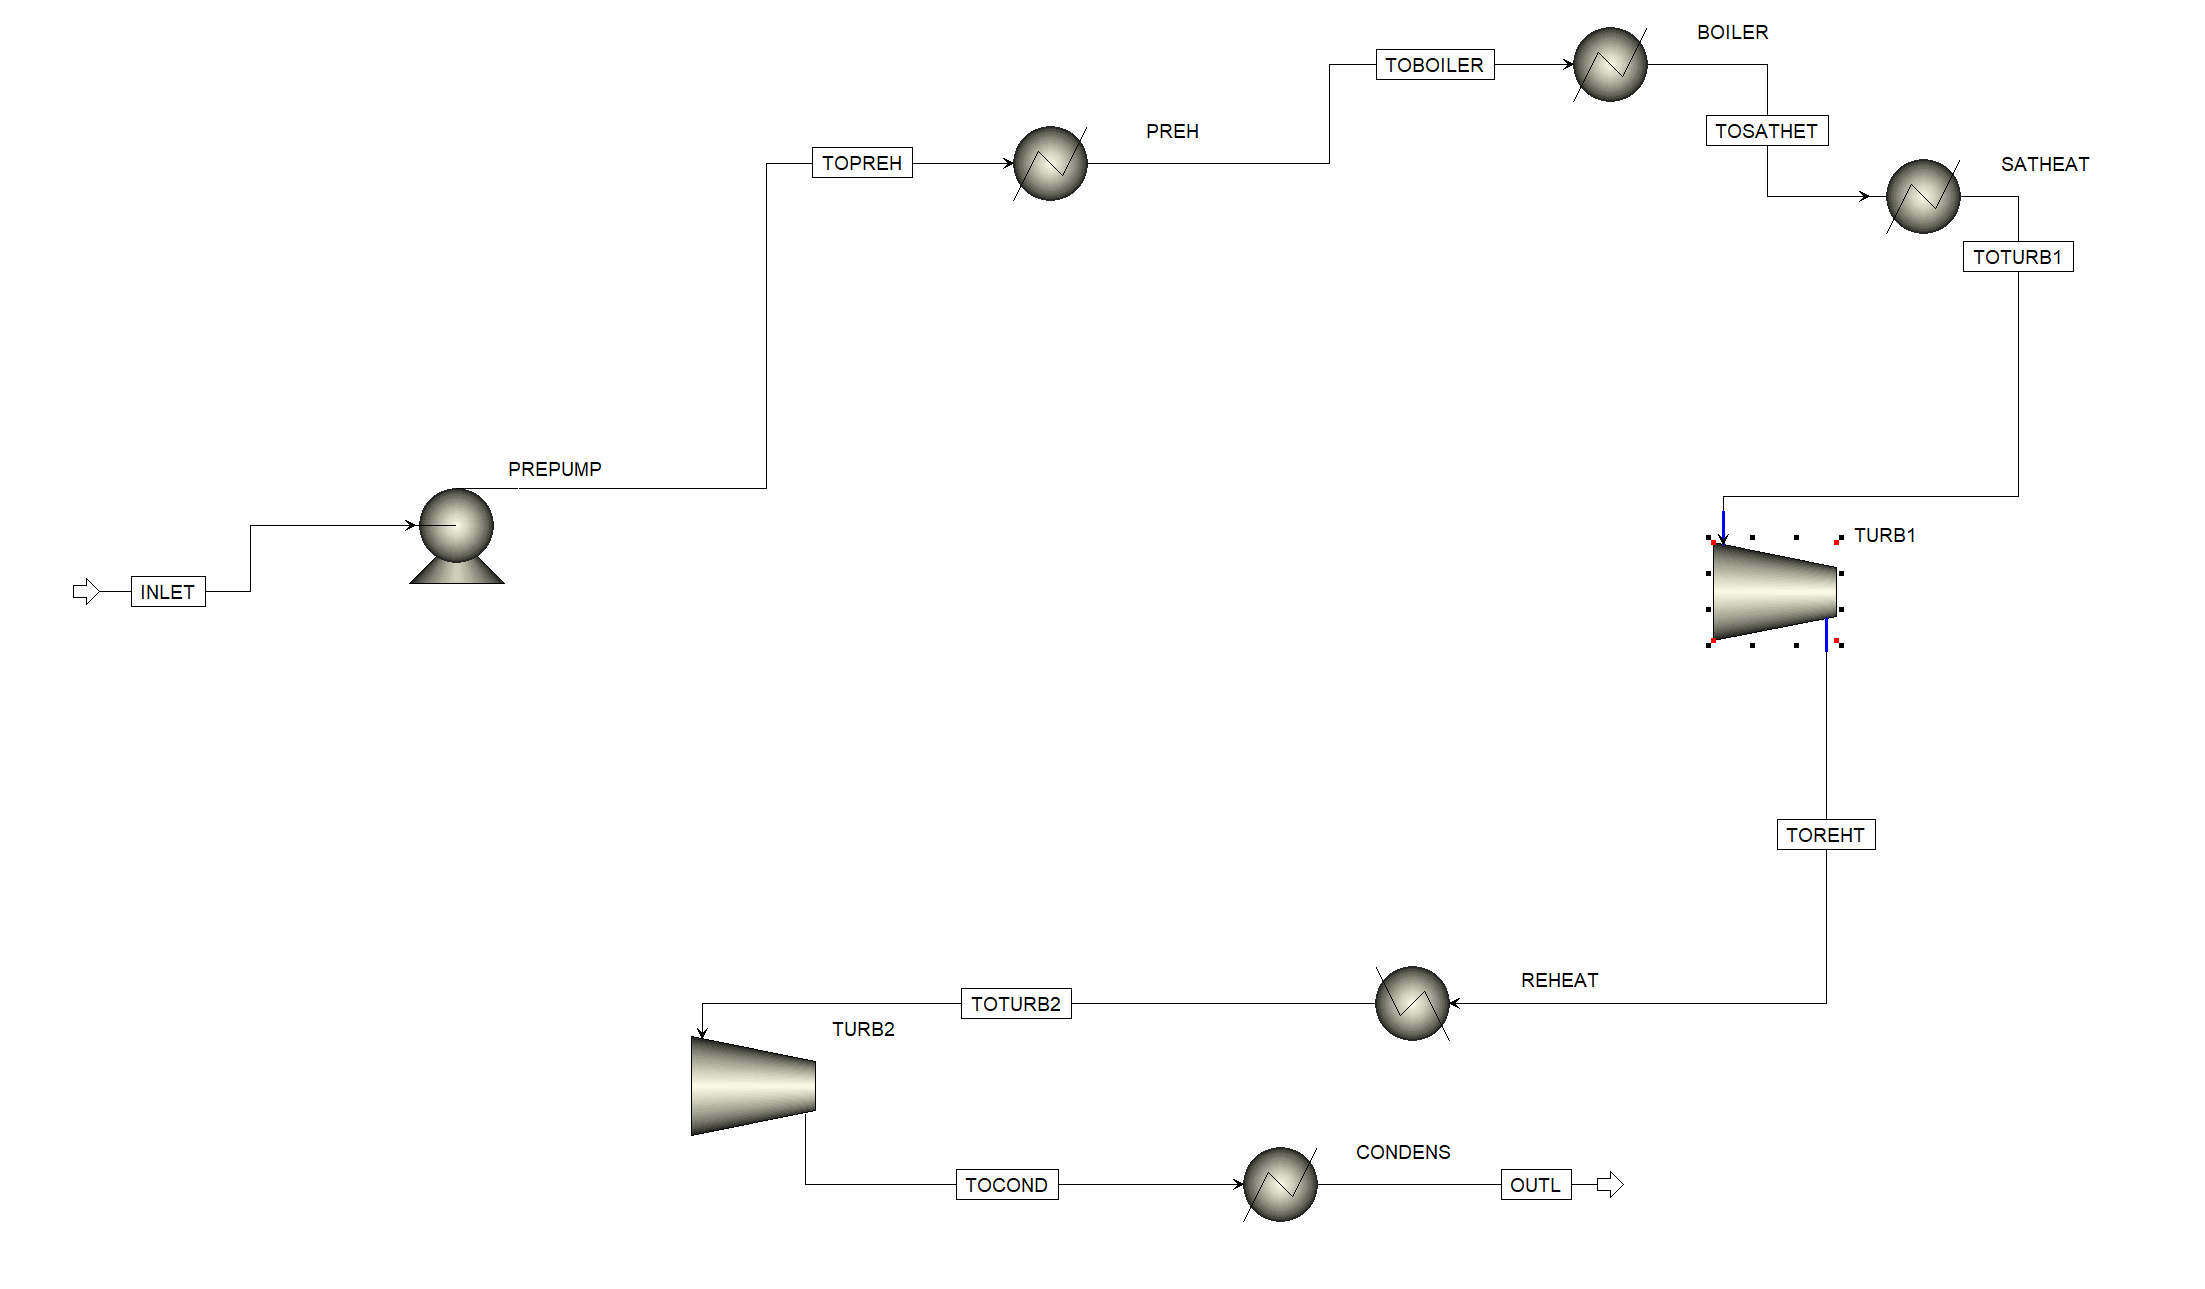 BOILER
TOBOILER
PREH
TOSATHET
TOPREH
SATHEAT
TOTURB1
PREPUMP
TURB1
INLET
TOREHT
REHEAT
TOTURB2
TURB2
CONDENS
TOCOND
OUTL